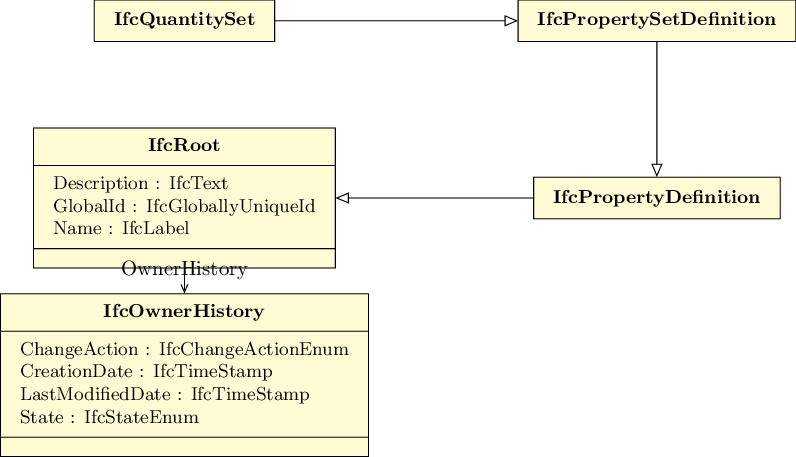 IfcQuantitySet
IfcPropertySetDefinition
IfcRoot
Description : IfcText
GlobalId : IfcGloballyUniqueId
Name : IfcLabel
IfcPropertyDefinition
OwnerHistory
IfcOwnerHistory
ChangeAction : IfcChangeActionEnum
CreationDate : IfcTimeStamp
LastModifiedDate : IfcTimeStamp
State : IfcStateEnum